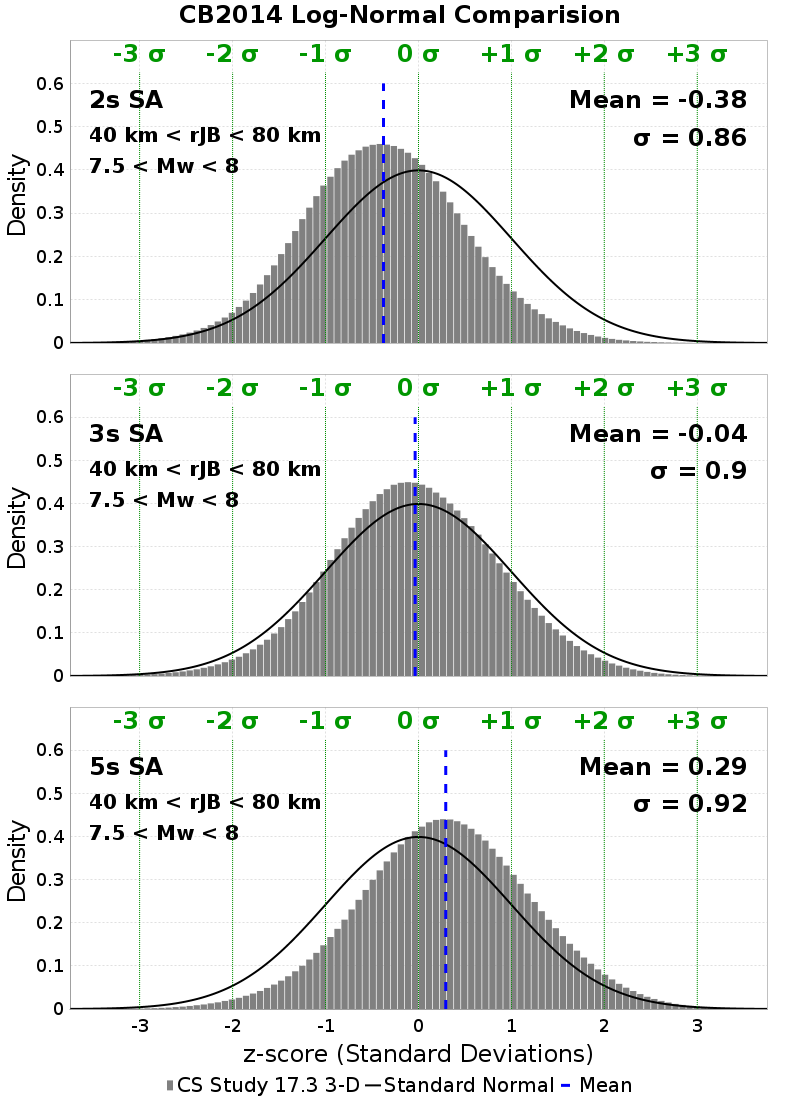 CB2014 Log-Normal Comparision
-3 σ -2 σ -1 σ 0 σ +1 σ +2 σ +3 σ
0.6
2s SA Mean = -0.38
0.5
40 km < rJB < 80 km σ = 0.86
7.5 < Mw < 8
0.4
0.3
0.2
0.1
0
Density
-3 σ -2 σ -1 σ 0 σ +1 σ +2 σ +3 σ
0.6
3s SA Mean = -0.04
0.5
40 km < rJB < 80 km σ = 0.9
7.5 < Mw < 8
0.4
0.3
0.2
0.1
0
Density
-3 σ -2 σ -1 σ 0 σ +1 σ +2 σ +3 σ
0.6
5s SA Mean = 0.29
0.5
40 km < rJB < 80 km σ = 0.92
7.5 < Mw < 8
0.4
0.3
0.2
0.1
0
Density
-3 -2 -1 0 1 2 3
z-score (Standard Deviations)
CS Study 17.3 3-D Standard Normal Mean